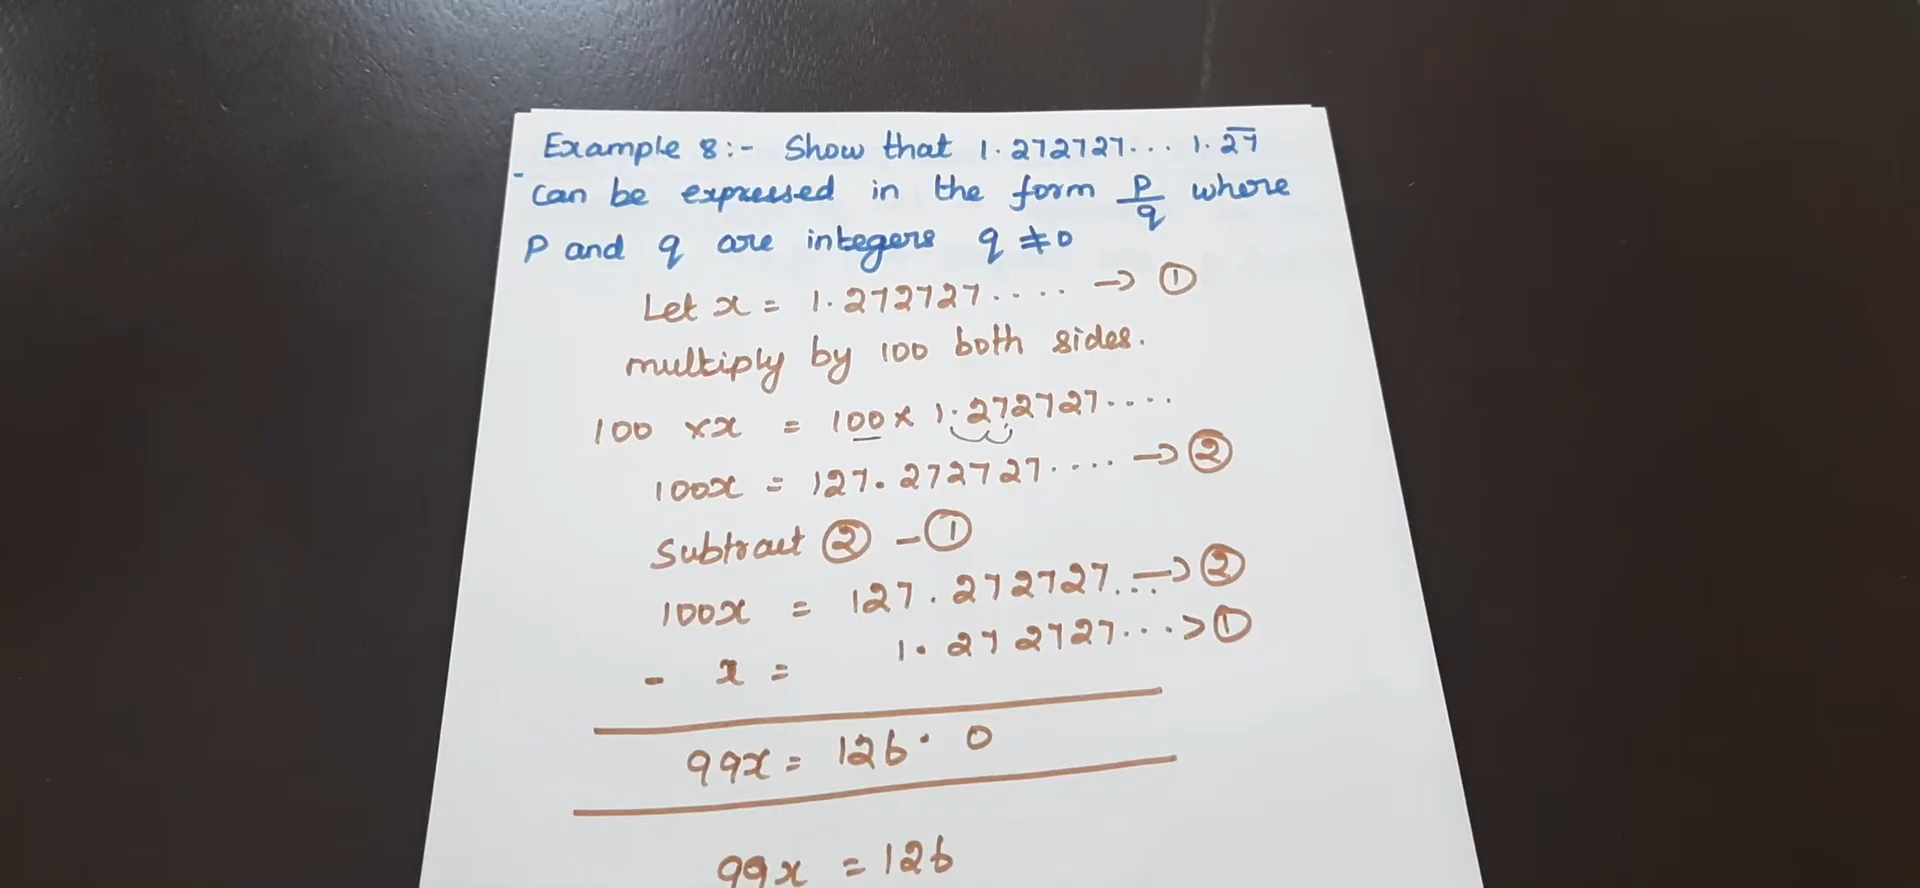 Example 8:- Show that 1.272727... 1.2̅7̅
can be expressed in the form p/q where
p and q are integers q ≠ 0
Let x = 1.272727.... → ①
multiply by 100 both sides.
100 × x = 100 × 1.272727....
100x = 127.272727.... → ②
Subtract ② - ①
100x = 127.272727... → ②
- x = 1.272727... > ①
99x = 126.0
99x = 126